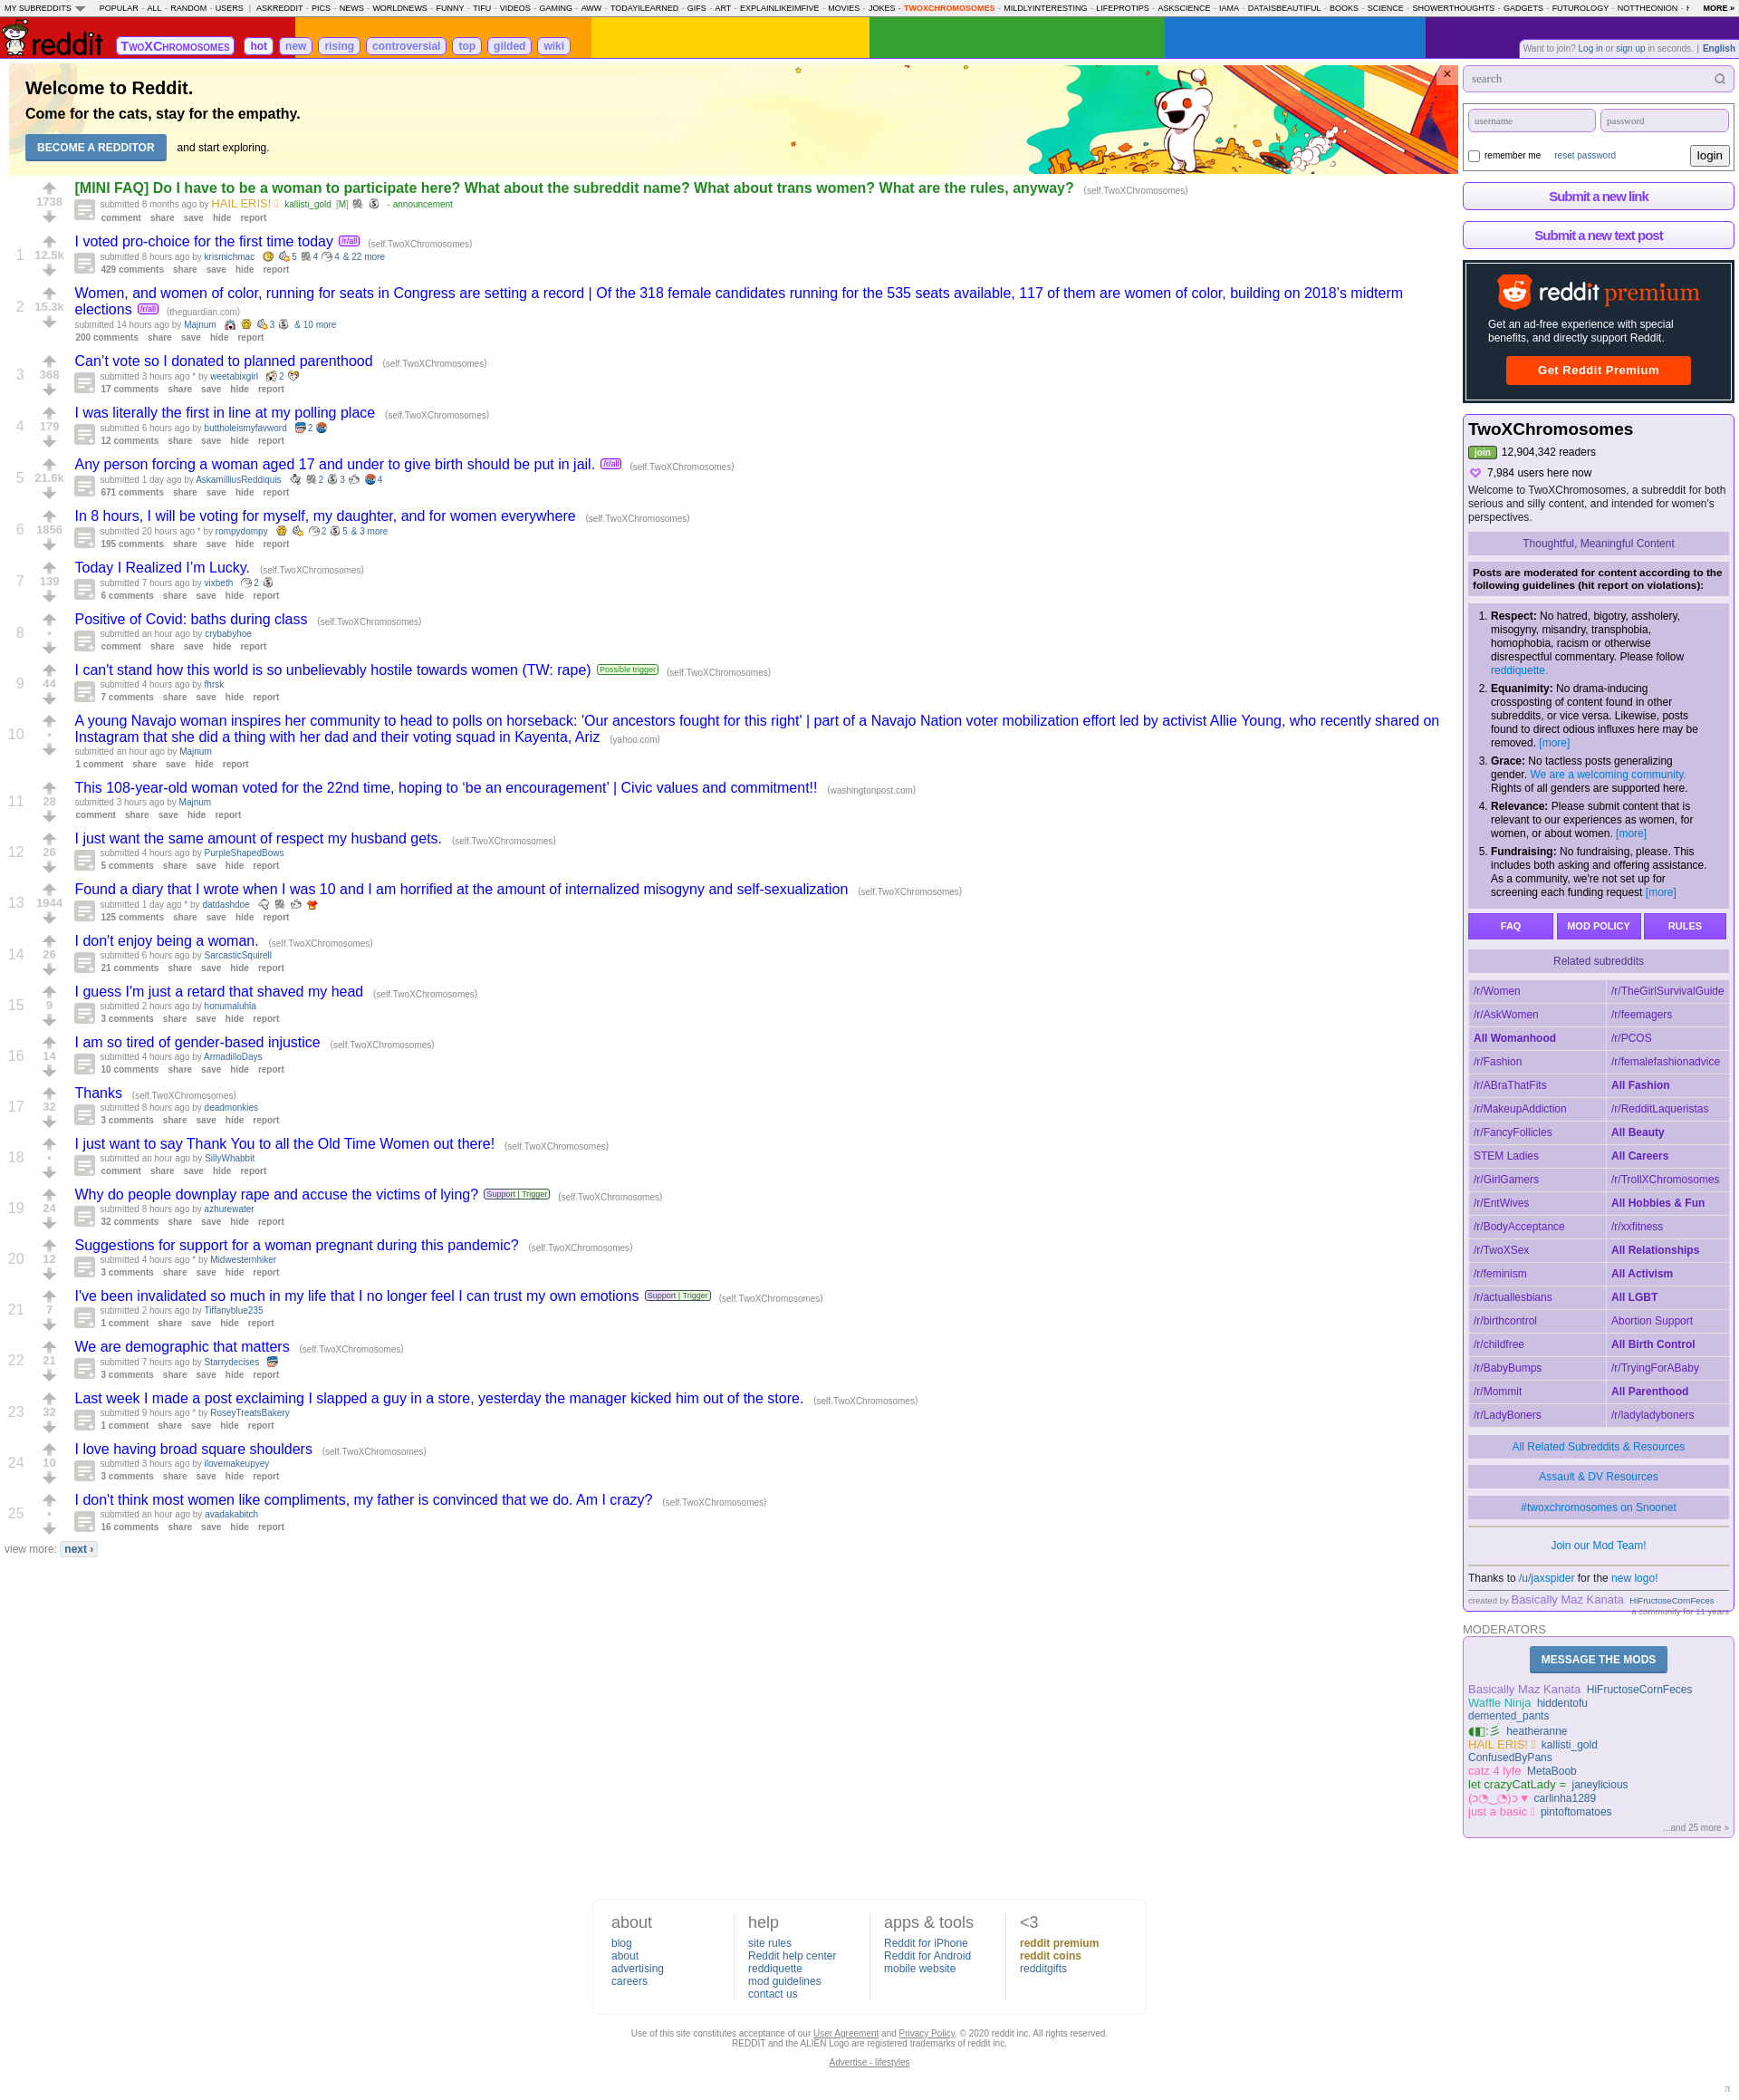 MY SUBREDDITS POPULAR - ALL - RANDOM - USERS | ASKREDDIT - PICS - NEWS - WORLDNEWS - FUNNY - TIFU - VIDEOS - GAMING - AWW - TODAYILEARNED - GIFS - ART - EXPLAINLIKEIMFIVE - MOVIES - JOKES - TWOXCHROMOSOMES - MILDLYINTERESTING - LIFEPROTIPS - ASKSCIENCE - IAMA - DATAISBEAUTIFUL - BOOKS - SCIENCE - SHOWERTHOUGHTS - GADGETS - FUTUROLOGY - NOTTHEONION - MORE »
reddit TwoXChromosomes hot new rising controversial top gilded wiki
Want to join? Log in or sign up in seconds. | English
Welcome to Reddit.
Come for the cats, stay for the empathy.
BECOME A REDDITOR and start exploring.
×
[MINI FAQ] Do I have to be a woman to participate here? What about the subreddit name? What about trans women? What are the rules, anyway? (self.TwoXChromosomes)
1738
submitted 8 months ago by HAIL ERIS! kallisti_gold [M] - announcement
comment share save hide report
1
12.5k
I voted pro-choice for the first time today /r/all (self.TwoXChromosomes)
submitted 8 hours ago by krismichmac 5 4 4 & 22 more
429 comments share save hide report
2
15.3k
Women, and women of color, running for seats in Congress are setting a record | Of the 318 female candidates running for the 535 seats available, 117 of them are women of color, building on 2018's midterm
elections /r/all (theguardian.com)
submitted 14 hours ago by Majnum 3 & 10 more
200 comments share save hide report
3
368
Can't vote so I donated to planned parenthood (self.TwoXChromosomes)
submitted 3 hours ago * by weetabixgirl 2
17 comments share save hide report
4
179
I was literally the first in line at my polling place (self.TwoXChromosomes)
submitted 6 hours ago by buttholeismyfavword 2
12 comments share save hide report
5
21.6k
Any person forcing a woman aged 17 and under to give birth should be put in jail. /r/all (self.TwoXChromosomes)
submitted 1 day ago by AskamilliusReddiquis 2 3 4
671 comments share save hide report
6
1856
In 8 hours, I will be voting for myself, my daughter, and for women everywhere (self.TwoXChromosomes)
submitted 20 hours ago * by rompydompy 2 5 & 3 more
195 comments share save hide report
7
139
Today I Realized I'm Lucky. (self.TwoXChromosomes)
submitted 7 hours ago by vixbeth 2
6 comments share save hide report
8
•
Positive of Covid: baths during class (self.TwoXChromosomes)
submitted an hour ago by crybabyhoe
comment share save hide report
9
44
I can't stand how this world is so unbelievably hostile towards women (TW: rape) Possible trigger (self.TwoXChromosomes)
submitted 4 hours ago by fhrsk
7 comments share save hide report
10
•
A young Navajo woman inspires her community to head to polls on horseback: 'Our ancestors fought for this right' | part of a Navajo Nation voter mobilization effort led by activist Allie Young, who recently shared on
Instagram that she did a thing with her dad and their voting squad in Kayenta, Ariz (yahoo.com)
submitted an hour ago by Majnum
1 comment share save hide report
11
28
This 108-year-old woman voted for the 22nd time, hoping to 'be an encouragement' | Civic values and commitment!! (washingtonpost.com)
submitted 3 hours ago by Majnum
comment share save hide report
12
26
I just want the same amount of respect my husband gets. (self.TwoXChromosomes)
submitted 4 hours ago by PurpleShapedBows
5 comments share save hide report
13
1944
Found a diary that I wrote when I was 10 and I am horrified at the amount of internalized misogyny and self-sexualization (self.TwoXChromosomes)
submitted 1 day ago * by datdashdoe
125 comments share save hide report
14
26
I don't enjoy being a woman. (self.TwoXChromosomes)
submitted 6 hours ago by SarcasticSquirell
21 comments share save hide report
15
9
I guess I'm just a retard that shaved my head (self.TwoXChromosomes)
submitted 2 hours ago by honumaluhia
3 comments share save hide report
16
14
I am so tired of gender-based injustice (self.TwoXChromosomes)
submitted 4 hours ago by ArmadilloDays
10 comments share save hide report
17
32
Thanks (self.TwoXChromosomes)
submitted 8 hours ago by deadmonkies
3 comments share save hide report
18
•
I just want to say Thank You to all the Old Time Women out there! (self.TwoXChromosomes)
submitted an hour ago by SillyWhabbit
comment share save hide report
19
24
Why do people downplay rape and accuse the victims of lying? Support | Trigger (self.TwoXChromosomes)
submitted 8 hours ago by azhurewater
32 comments share save hide report
20
12
Suggestions for support for a woman pregnant during this pandemic? (self.TwoXChromosomes)
submitted 4 hours ago * by Midwesternhiker
3 comments share save hide report
21
7
I've been invalidated so much in my life that I no longer feel I can trust my own emotions Support | Trigger (self.TwoXChromosomes)
submitted 2 hours ago by Tiffanyblue235
1 comment share save hide report
22
21
We are demographic that matters (self.TwoXChromosomes)
submitted 7 hours ago by Starrydecises
3 comments share save hide report
23
32
Last week I made a post exclaiming I slapped a guy in a store, yesterday the manager kicked him out of the store. (self.TwoXChromosomes)
submitted 9 hours ago * by RoseyTreatsBakery
1 comment share save hide report
24
10
I love having broad square shoulders (self.TwoXChromosomes)
submitted 3 hours ago by ilovemakeupyey
3 comments share save hide report
25
•
I don't think most women like compliments, my father is convinced that we do. Am I crazy? (self.TwoXChromosomes)
submitted an hour ago by avadakabitch
16 comments share save hide report
view more: next ›
search
username password
remember me reset password login
Submit a new link
Submit a new text post
reddit premium
Get an ad-free experience with special
benefits, and directly support Reddit.
Get Reddit Premium
TwoXChromosomes
join 12,904,342 readers
7,984 users here now
Welcome to TwoXChromosomes, a subreddit for both
serious and silly content, and intended for women's
perspectives.
Thoughtful, Meaningful Content
Posts are moderated for content according to the
following guidelines (hit report on violations):
1. Respect: No hatred, bigotry, assholery,
misogyny, misandry, transphobia,
homophobia, racism or otherwise
disrespectful commentary. Please follow
reddiquette.
2. Equanimity: No drama-inducing
crossposting of content found in other
subreddits, or vice versa. Likewise, posts
found to direct odious influxes here may be
removed. [more]
3. Grace: No tactless posts generalizing
gender. We are a welcoming community.
Rights of all genders are supported here.
4. Relevance: Please submit content that is
relevant to our experiences as women, for
women, or about women. [more]
5. Fundraising: No fundraising, please. This
includes both asking and offering assistance.
As a community, we're not set up for
screening each funding request [more]
FAQ MOD POLICY RULES
Related subreddits
/r/Women /r/TheGirlSurvivalGuide
/r/AskWomen /r/feemagers
All Womanhood /r/PCOS
/r/Fashion /r/femalefashionadvice
/r/ABraThatFits All Fashion
/r/MakeupAddiction /r/RedditLaqueristas
/r/FancyFollicles All Beauty
STEM Ladies All Careers
/r/GirlGamers /r/TrollXChromosomes
/r/EntWives All Hobbies & Fun
/r/BodyAcceptance /r/xxfitness
/r/TwoXSex All Relationships
/r/feminism All Activism
/r/actuallesbians All LGBT
/r/birthcontrol Abortion Support
/r/childfree All Birth Control
/r/BabyBumps /r/TryingForABaby
/r/Mommit All Parenthood
/r/LadyBoners /r/ladyladyboners
All Related Subreddits & Resources
Assault & DV Resources
#twoxchromosomes on Snoonet
Join our Mod Team!
Thanks to /u/jaxspider for the new logo!
created by Basically Maz Kanata HiFructoseCornFeces
a community for 11 years
MODERATORS
MESSAGE THE MODS
Basically Maz Kanata HiFructoseCornFeces
Waffle Ninja hiddentofu
demented_pants
heatheranne
HAIL ERIS! kallisti_gold
ConfusedByPans
catz 4 lyfe MetaBoob
let crazyCatLady = janeylicious
(ɔ◔‿◔)ɔ ♥ carlinha1289
just a basic pintoftomatoes
...and 25 more »
about
blog
about
advertising
careers
help
site rules
Reddit help center
reddiquette
mod guidelines
contact us
apps & tools
Reddit for iPhone
Reddit for Android
mobile website
<3
reddit premium
reddit coins
redditgifts
Use of this site constitutes acceptance of our User Agreement and Privacy Policy. © 2020 reddit inc. All rights reserved.
REDDIT and the ALIEN Logo are registered trademarks of reddit inc.
Advertise - lifestyles
π